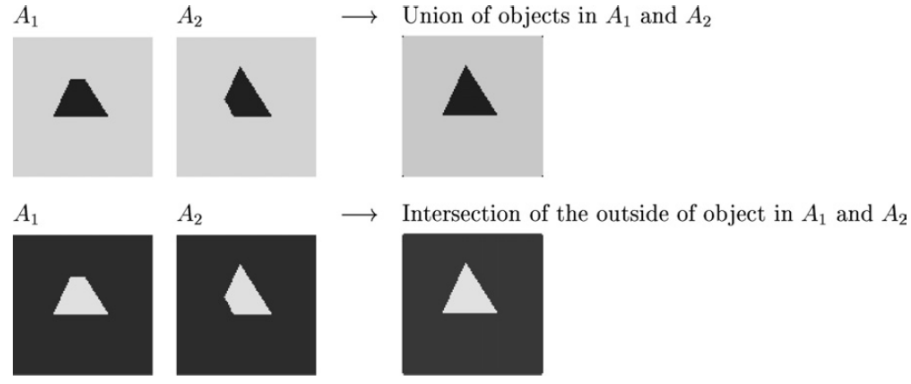 A₁ A₂ ⟶ Union of objects in A₁ and A₂
A₁ A₂ ⟶ Intersection of the outside of object in A₁ and A₂